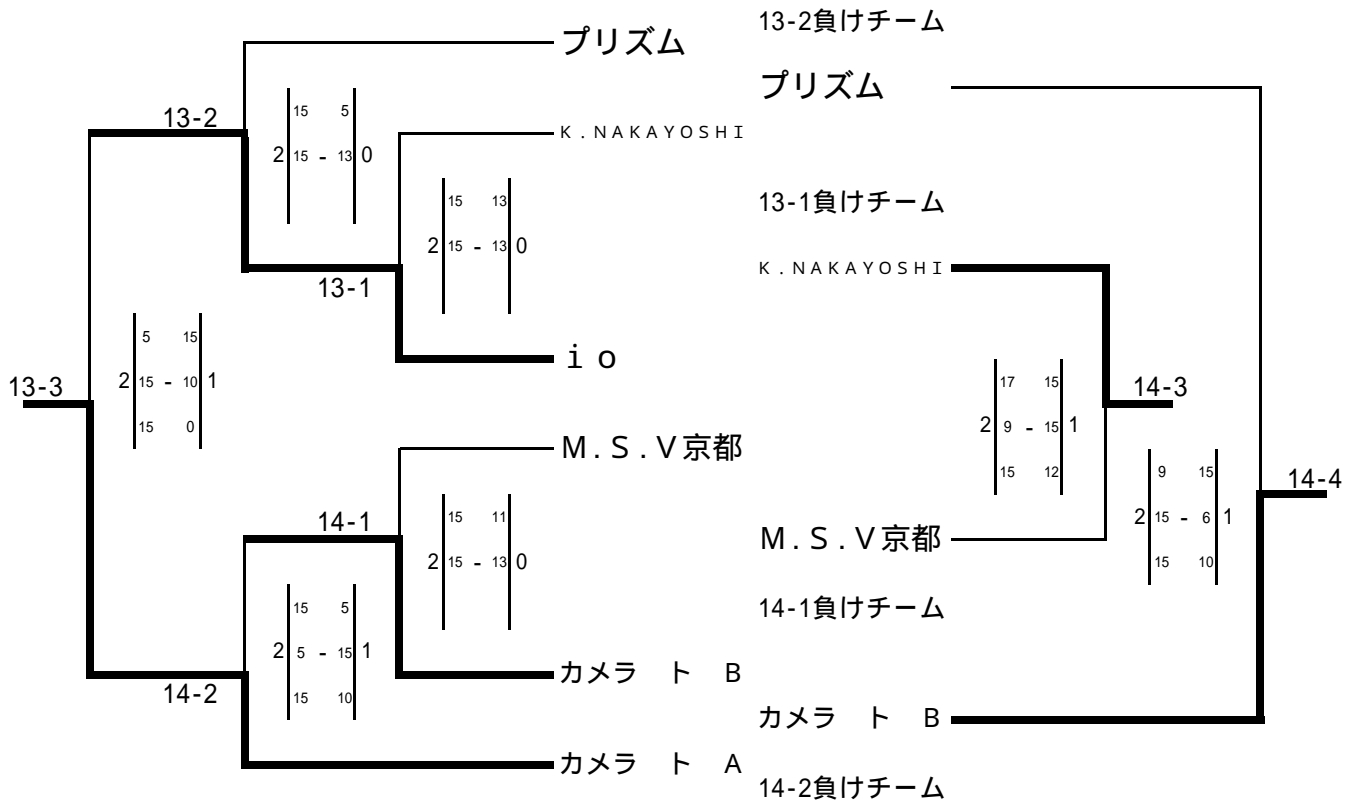 13-2負けチーム
プリズム
プリズム
13-2
15 5
2 15 - 13 0
K.NAKAYOSHI
15 13
2 15 - 13 0
13-1負けチーム
K.NAKAYOSHI
13-1
io
5 15
2 15 - 10 1
15 0
13-3
17 15
2 9 - 15 1
15 12
14-3
M.S.V京都
15 11
2 15 - 13 0
14-1
9 15
2 15 - 6 1
15 10
14-4
M.S.V京都
14-1負けチーム
15 5
2 5 - 15 1
15 10
カメラ ト B
14-2
カメラ ト B
カメラ ト A
14-2負けチーム